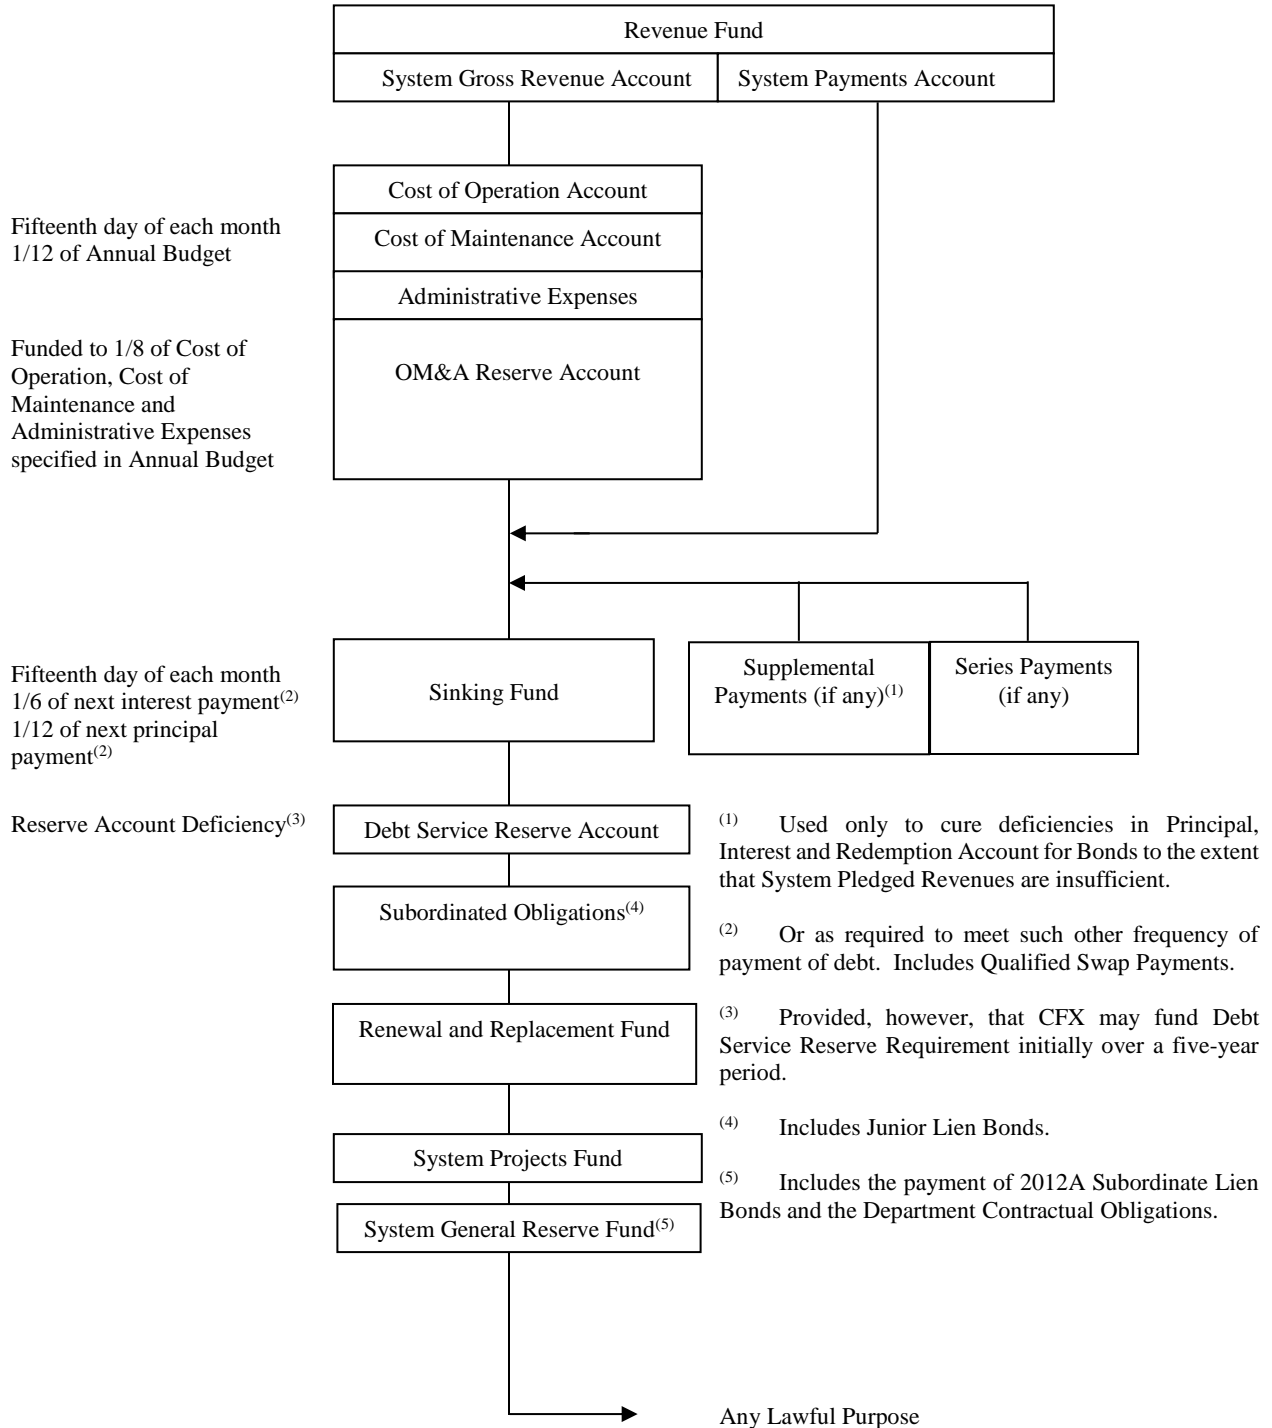 Revenue Fund
System Gross Revenue Account
System Payments Account
Cost of Operation Account
Fifteenth day of each month
1/12 of Annual Budget
Cost of Maintenance Account
Administrative Expenses
Funded to 1/8 of Cost of
Operation, Cost of
Maintenance and
Administrative Expenses
specified in Annual Budget
OM&A Reserve Account
Fifteenth day of each month
1/6 of next interest payment(2)
1/12 of next principal
payment(2)
Sinking Fund
Supplemental
Payments (if any)(1)
Series Payments
(if any)
Reserve Account Deficiency(3)
Debt Service Reserve Account
Subordinated Obligations(4)
Renewal and Replacement Fund
System Projects Fund
System General Reserve Fund(5)
(1) Used only to cure deficiencies in Principal,
Interest and Redemption Account for Bonds to the extent
that System Pledged Revenues are insufficient.
(2) Or as required to meet such other frequency of
payment of debt. Includes Qualified Swap Payments.
(3) Provided, however, that CFX may fund Debt
Service Reserve Requirement initially over a five-year
period.
(4) Includes Junior Lien Bonds.
(5) Includes the payment of 2012A Subordinate Lien
Bonds and the Department Contractual Obligations.
Any Lawful Purpose